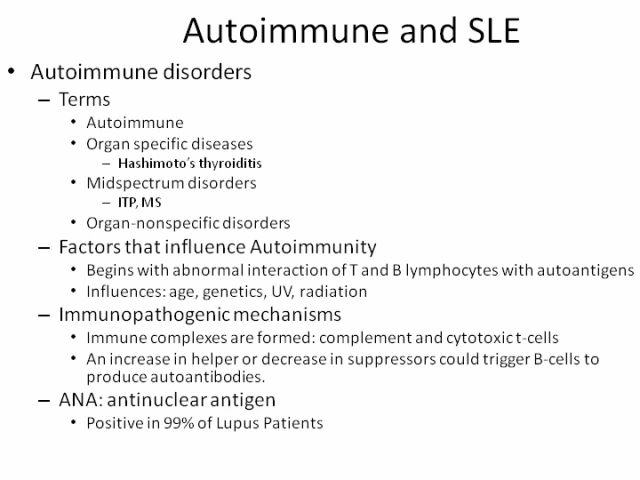 Autoimmune and SLE
• Autoimmune disorders
– Terms
• Autoimmune
• Organ specific diseases
– Hashimoto's thyroiditis
• Midspectrum disorders
– ITP, MS
• Organ-nonspecific disorders
– Factors that influence Autoimmunity
• Begins with abnormal interaction of T and B lymphocytes with autoantigens
• Influences: age, genetics, UV, radiation
– Immunopathogenic mechanisms
• Immune complexes are formed: complement and cytotoxic t-cells
• An increase in helper or decrease in suppressors could trigger B-cells to
produce autoantibodies.
– ANA: antinuclear antigen
• Positive in 99% of Lupus Patients